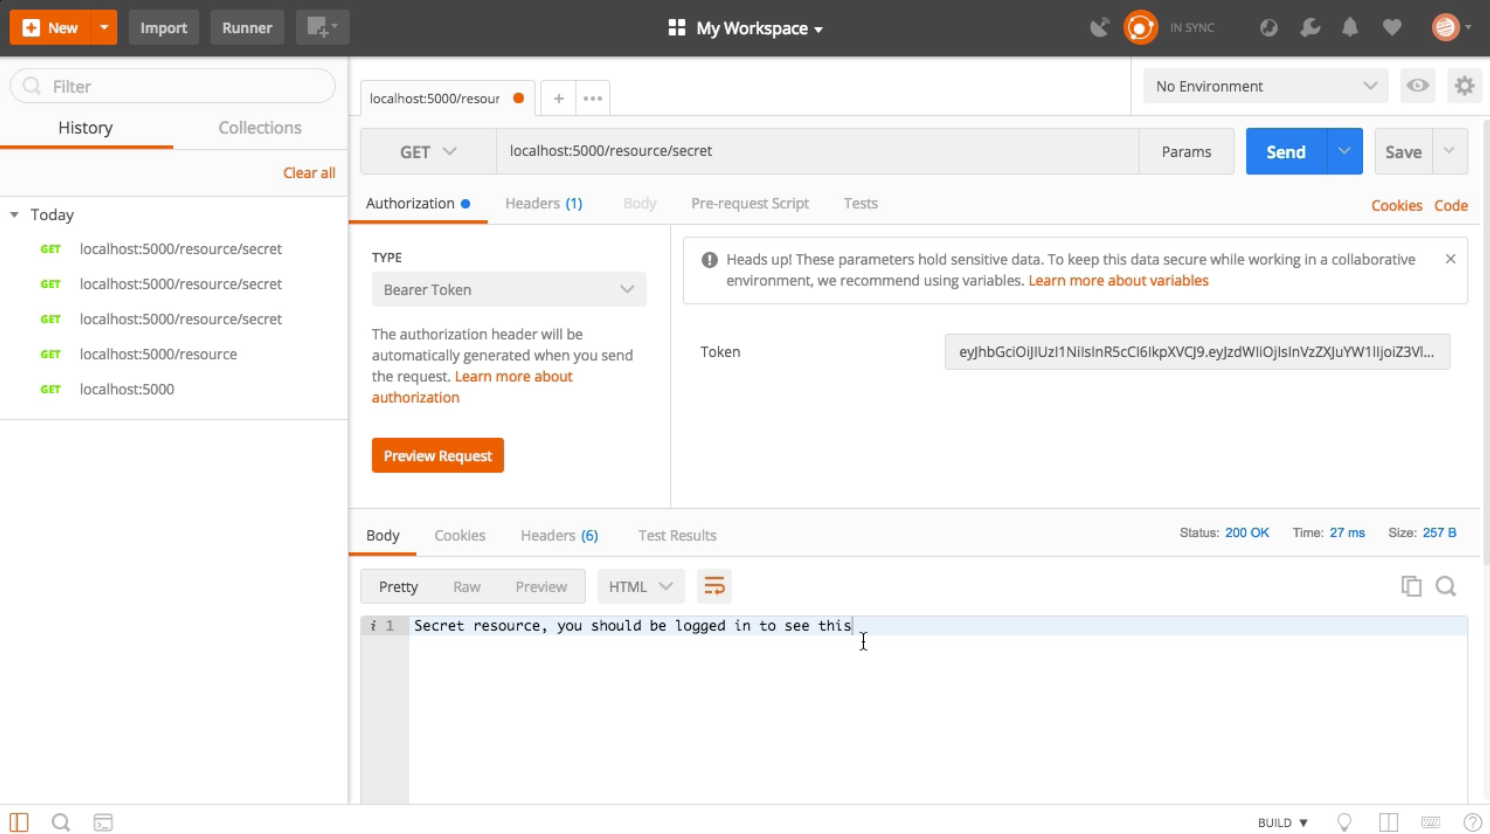 New Import Runner My Workspace IN SYNC
Filter
History Collections
Clear all
Today
GET localhost:5000/resource/secret
GET localhost:5000/resource/secret
GET localhost:5000/resource/secret
GET localhost:5000/resource
GET localhost:5000
localhost:5000/resour + •••
No Environment
GET localhost:5000/resource/secret Params Send Save
Authorization Headers (1) Body Pre-request Script Tests Cookies Code
TYPE
Bearer Token
The authorization header will be
automatically generated when you send
the request. Learn more about
authorization
Preview Request
Heads up! These parameters hold sensitive data. To keep this data secure while working in a collaborative
environment, we recommend using variables. Learn more about variables
Token
Body Cookies Headers (6) Test Results Status: 200 OK Time: 27 ms Size: 257 B
Pretty Raw Preview HTML
i 1 Secret resource, you should be logged in to see this
BUILD